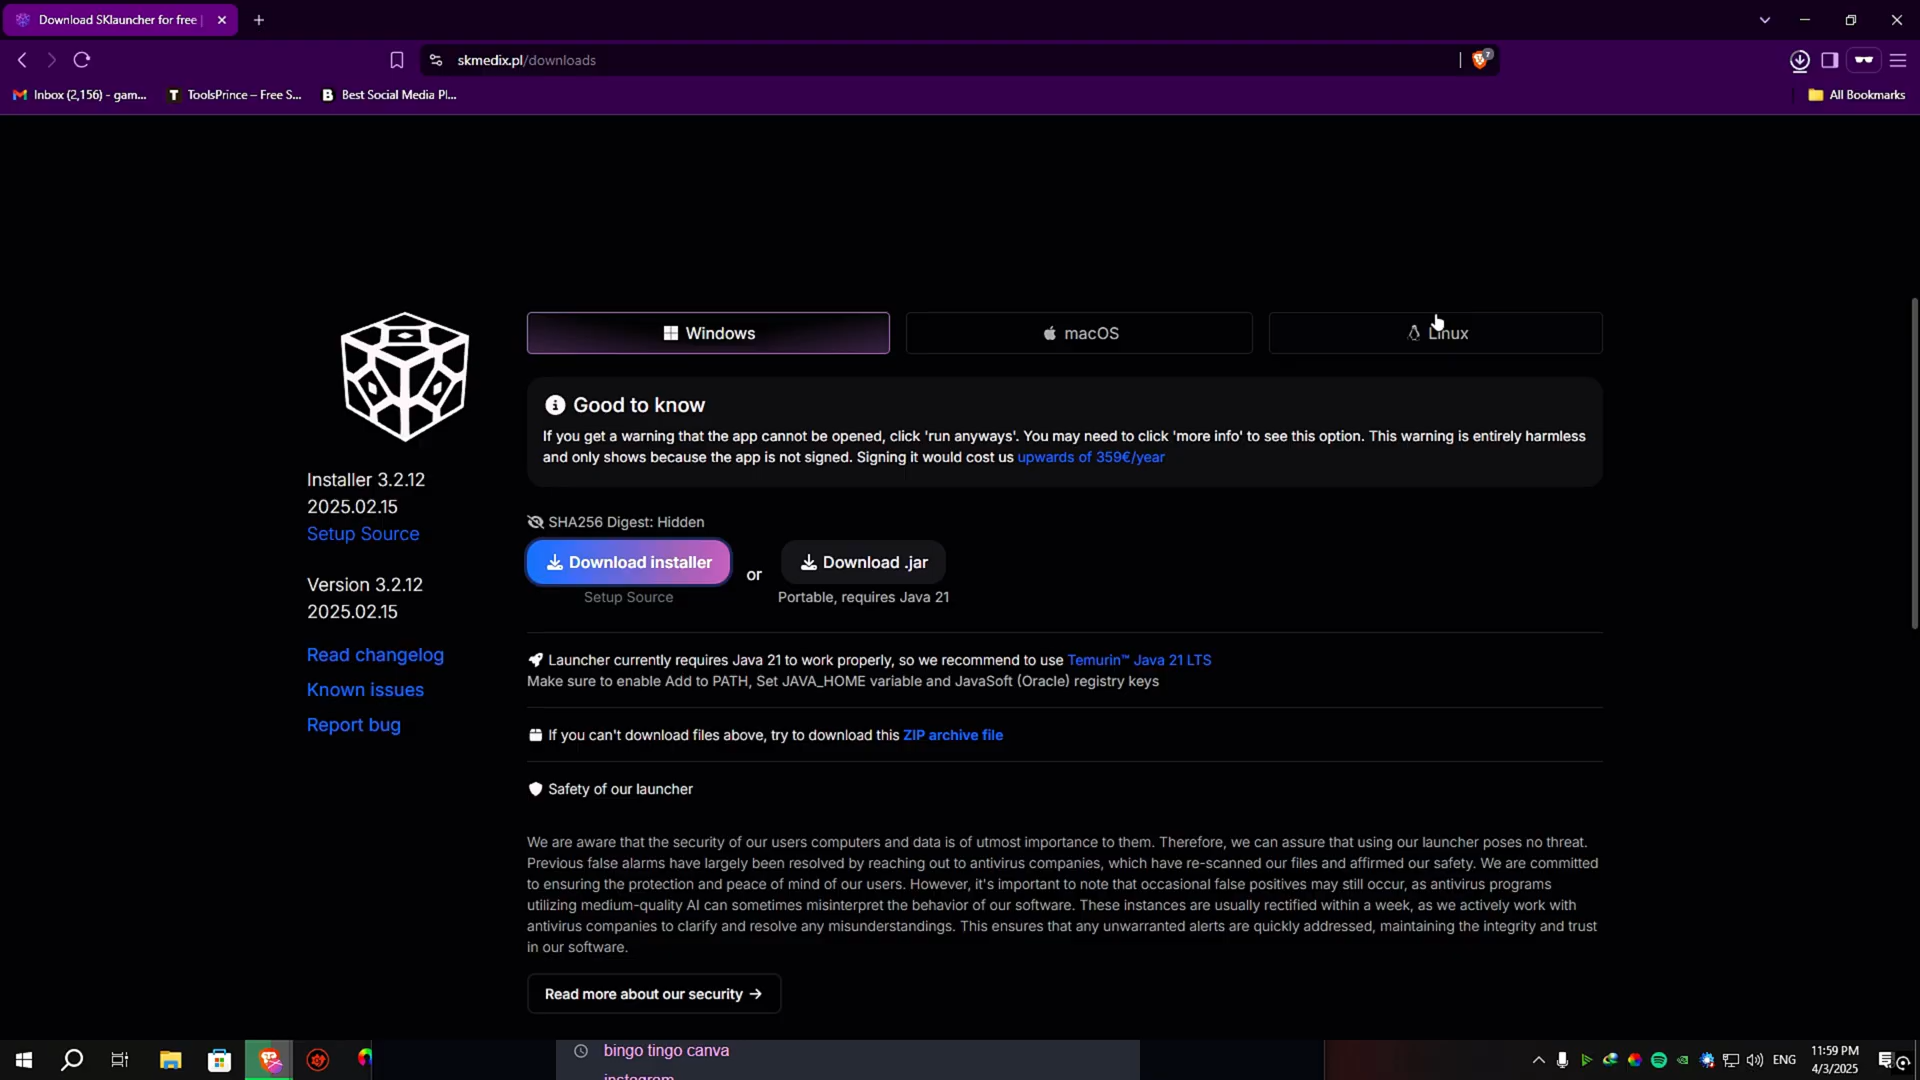 Download SKlauncher for free |
skmedix.pl/downloads
7
Inbox (2,156) - gam...
ToolsPrince – Free S...
Best Social Media Pl...
All Bookmarks
Windows
macOS
Linux
Good to know
If you get a warning that the app cannot be opened, click 'run anyways'. You may need to click 'more info' to see this option. This warning is entirely harmless
and only shows because the app is not signed. Signing it would cost us upwards of 359€/year
Installer 3.2.12
2025.02.15
Setup Source
SHA256 Digest: Hidden
Download installer
or
Download .jar
Setup Source
Portable, requires Java 21
Version 3.2.12
2025.02.15
Read changelog
Known issues
Report bug
Launcher currently requires Java 21 to work properly, so we recommend to use Temurin™ Java 21 LTS
Make sure to enable Add to PATH, Set JAVA_HOME variable and JavaSoft (Oracle) registry keys
If you can't download files above, try to download this ZIP archive file
Safety of our launcher
We are aware that the security of our users computers and data is of utmost importance to them. Therefore, we can assure that using our launcher poses no threat.
Previous false alarms have largely been resolved by reaching out to antivirus companies, which have re-scanned our files and affirmed our safety. We are committed
to ensuring the protection and peace of mind of our users. However, it's important to note that occasional false positives may still occur, as antivirus programs
utilizing medium-quality AI can sometimes misinterpret the behavior of our software. These instances are usually rectified within a week, as we actively work with
antivirus companies to clarify and resolve any misunderstandings. This ensures that any unwarranted alerts are quickly addressed, maintaining the integrity and trust
in our software.
Read more about our security →
bingo tingo canva
instagram
ENG
11:59 PM
4/3/2025